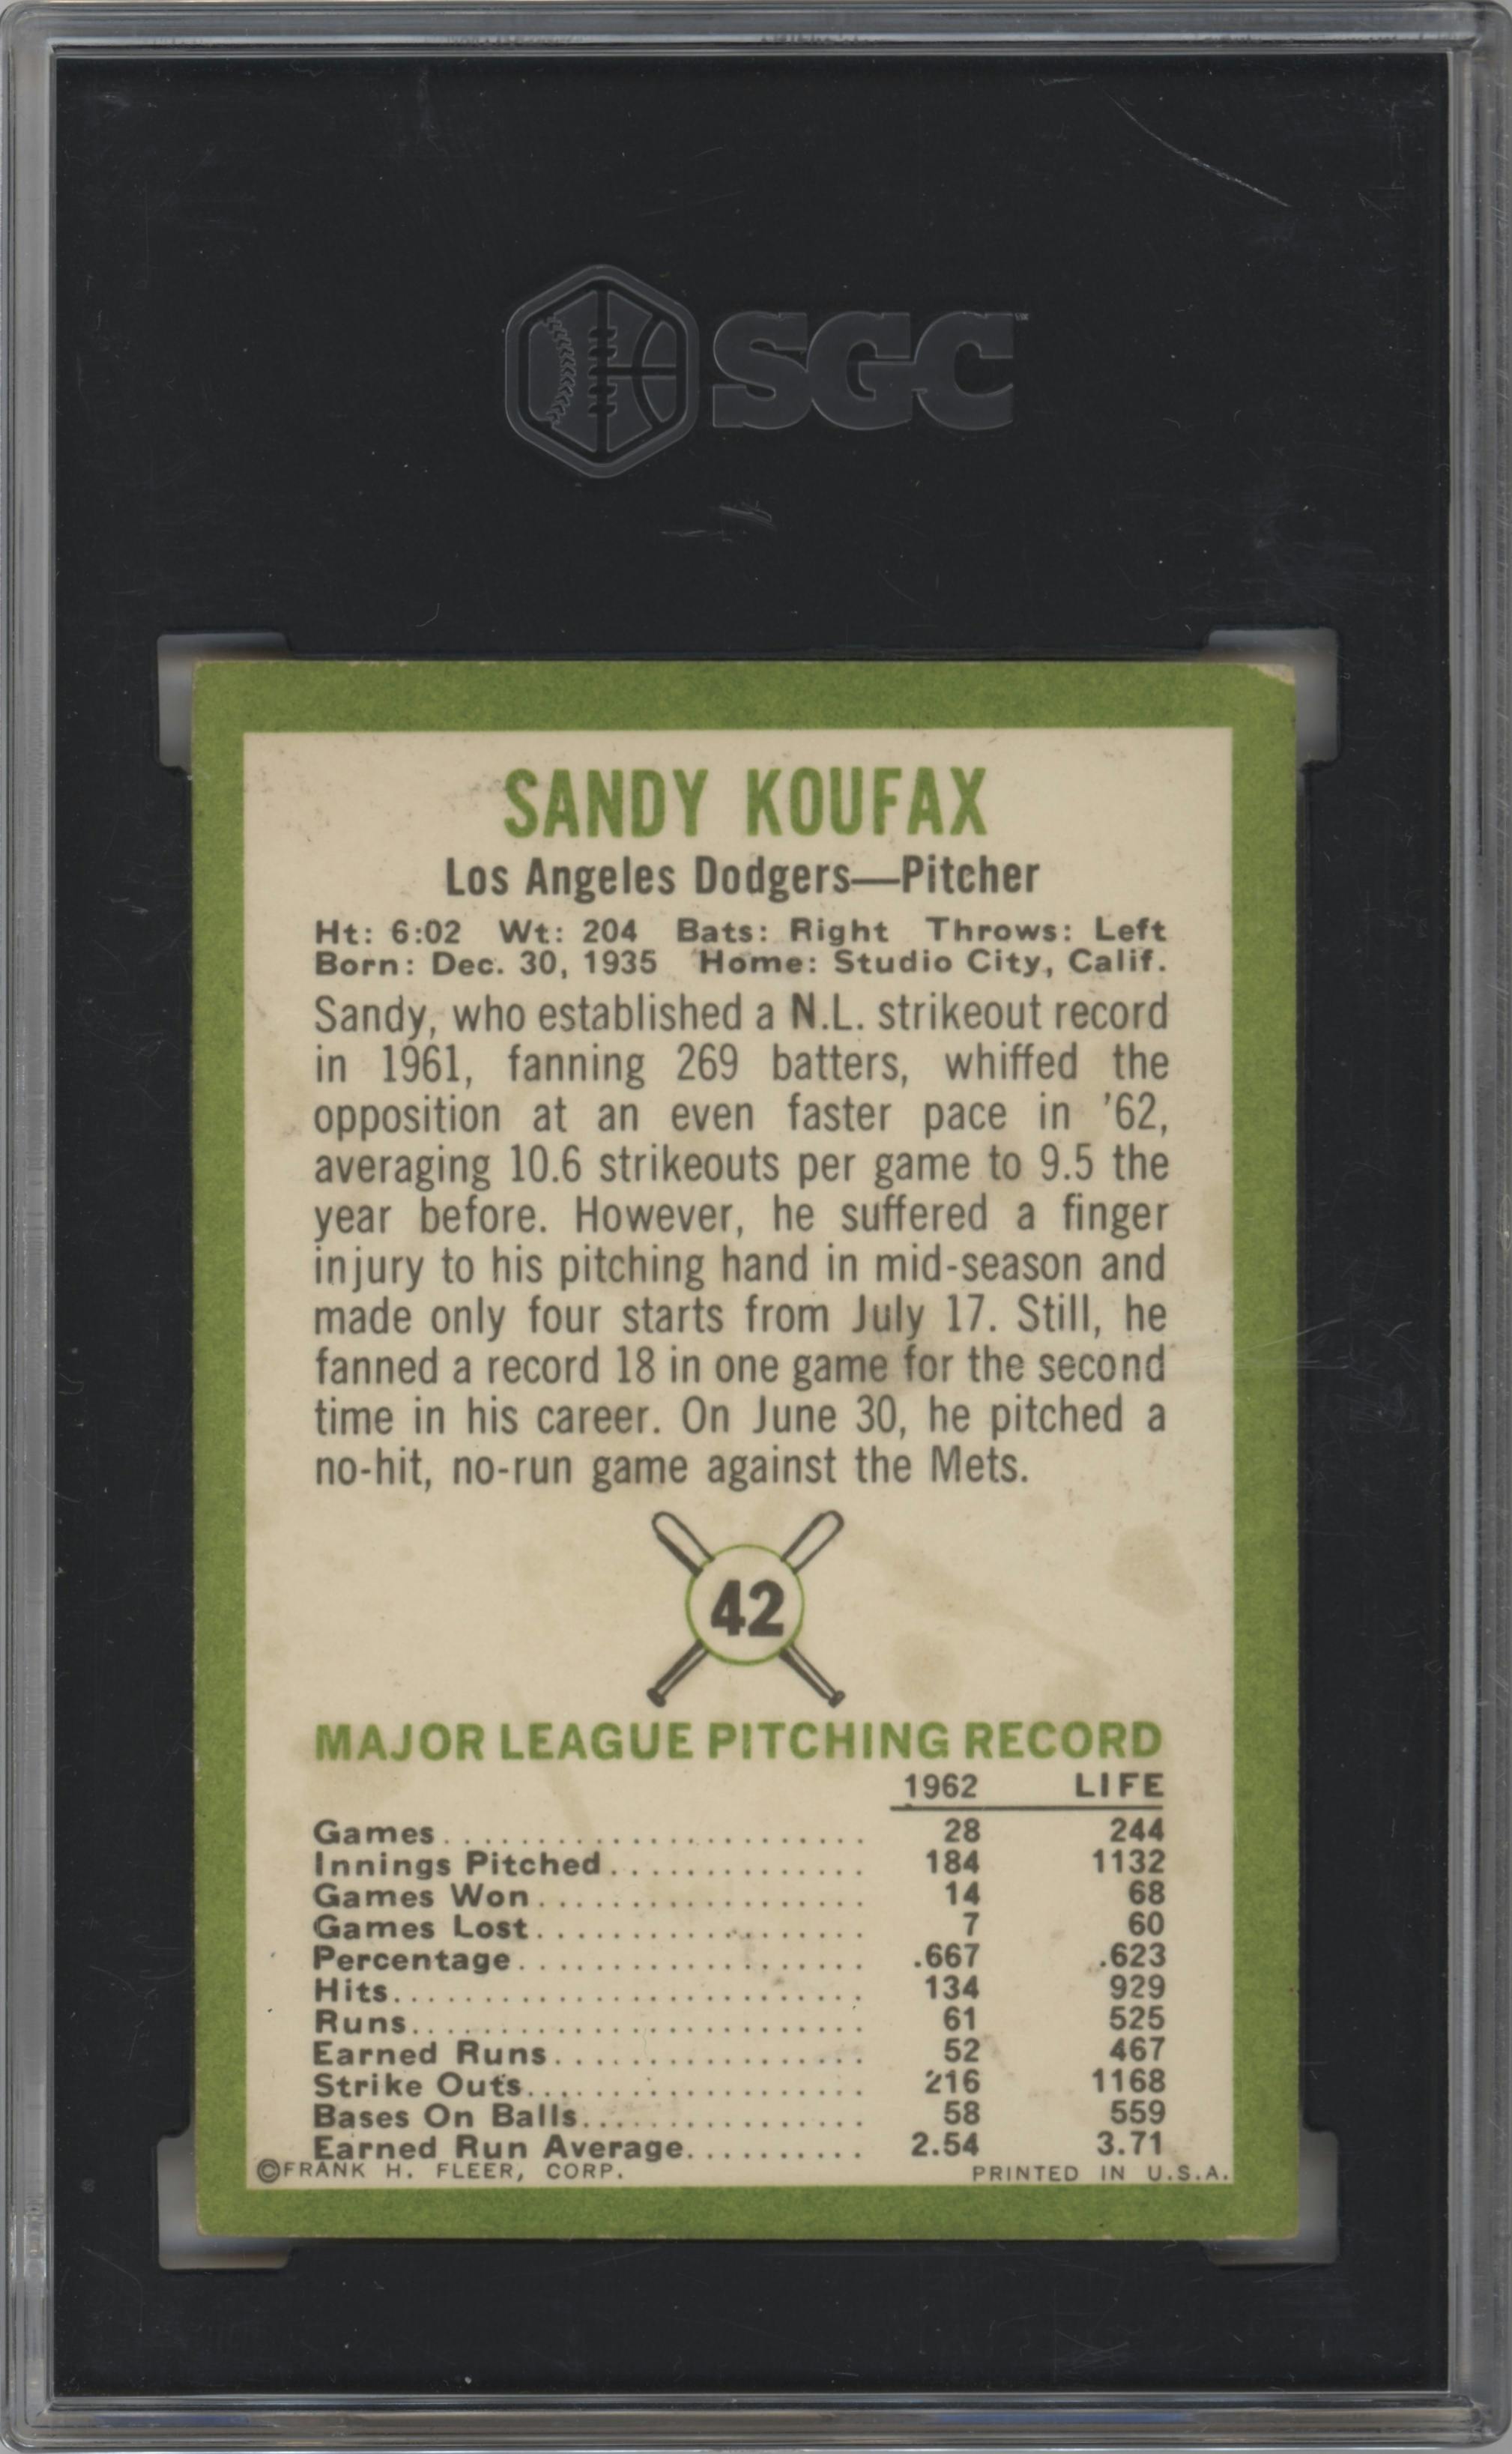 SGC
SANDY KOUFAX
Los Angeles Dodgers—Pitcher
Ht: 6:02 Wt: 204 Bats: Right Throws: Left
Born: Dec. 30, 1935 Home: Studio City, Calif.
Sandy, who established a N.L. strikeout record
in 1961, fanning 269 batters, whiffed the
opposition at an even faster pace in '62,
averaging 10.6 strikeouts per game to 9.5 the
year before. However, he suffered a finger
injury to his pitching hand in mid-season and
made only four starts from July 17. Still, he
fanned a record 18 in one game for the second
time in his career. On June 30, he pitched a
no-hit, no-run game against the Mets.
42
MAJOR LEAGUE PITCHING RECORD
1962 LIFE
Games 28 244
Innings Pitched 184 1132
Games Won 14 68
Games Lost 7 60
Percentage .667 .623
Hits 134 929
Runs 61 525
Earned Runs 52 467
Strike Outs 216 1168
Bases On Balls 58 559
Earned Run Average 2.54 3.71
©FRANK H. FLEER, CORP. PRINTED IN U.S.A.